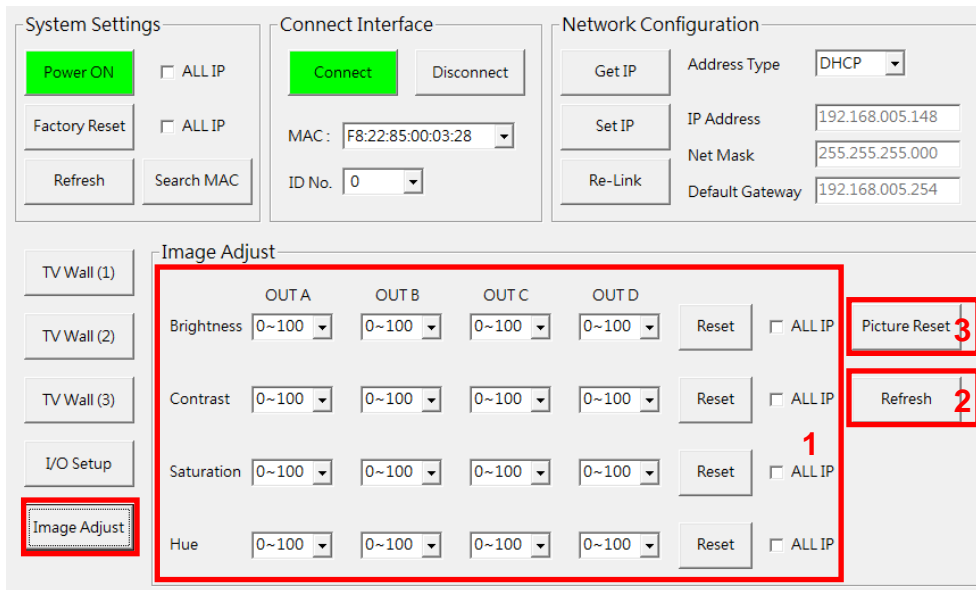 System Settings
Power ON
ALL IP
Factory Reset
ALL IP
Refresh
Search MAC
Connect Interface
Connect
Disconnect
MAC : F8:22:85:00:03:28
ID No. 0
Network Configuration
Get IP
Address Type DHCP
Set IP
IP Address 192.168.005.148
Net Mask 255.255.255.000
Re-Link
Default Gateway 192.168.005.254
TV Wall (1)
TV Wall (2)
TV Wall (3)
I/O Setup
Image Adjust
Image Adjust
OUT A OUT B OUT C OUT D
Brightness 0~100 0~100 0~100 0~100 Reset ALL IP
Contrast 0~100 0~100 0~100 0~100 Reset ALL IP
1
Saturation 0~100 0~100 0~100 0~100 Reset ALL IP
Hue 0~100 0~100 0~100 0~100 Reset ALL IP
Picture Reset 3
Refresh 2